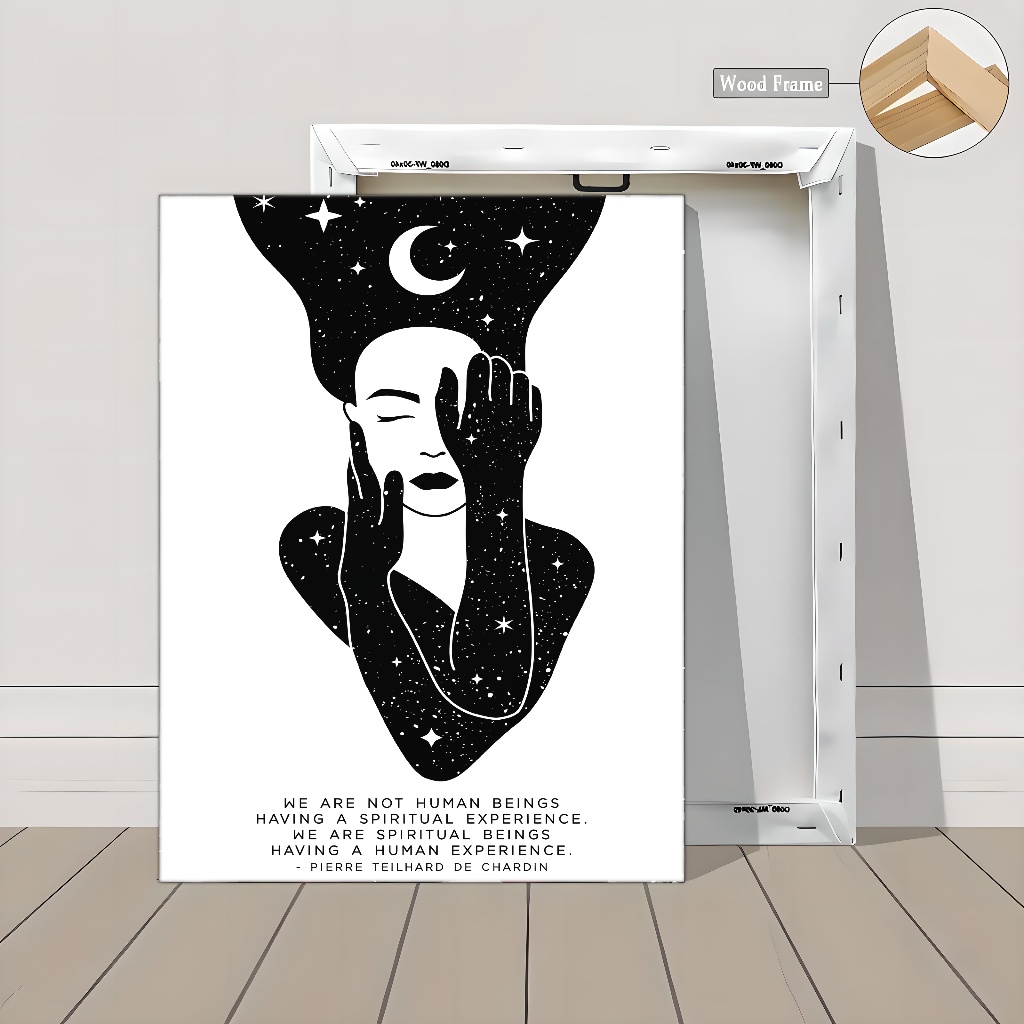 Wood Frame
WE ARE NOT HUMAN BEINGS
HAVING A SPIRITUAL EXPERIENCE.
WE ARE SPIRITUAL BEINGS
HAVING A HUMAN EXPERIENCE.
- PIERRE TEILHARD DE CHARDIN